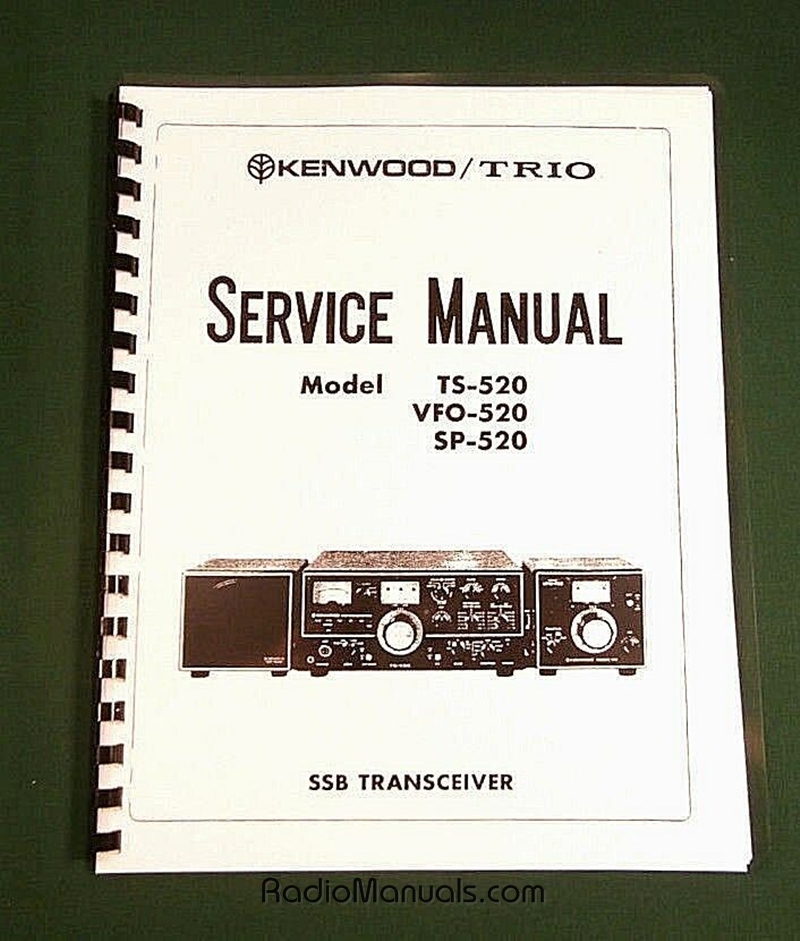 KENWOOD/TRIO
SERVICE MANUAL
Model TS-520
VFO-520
SP-520
SSB TRANSCEIVER
RadioManuals.com